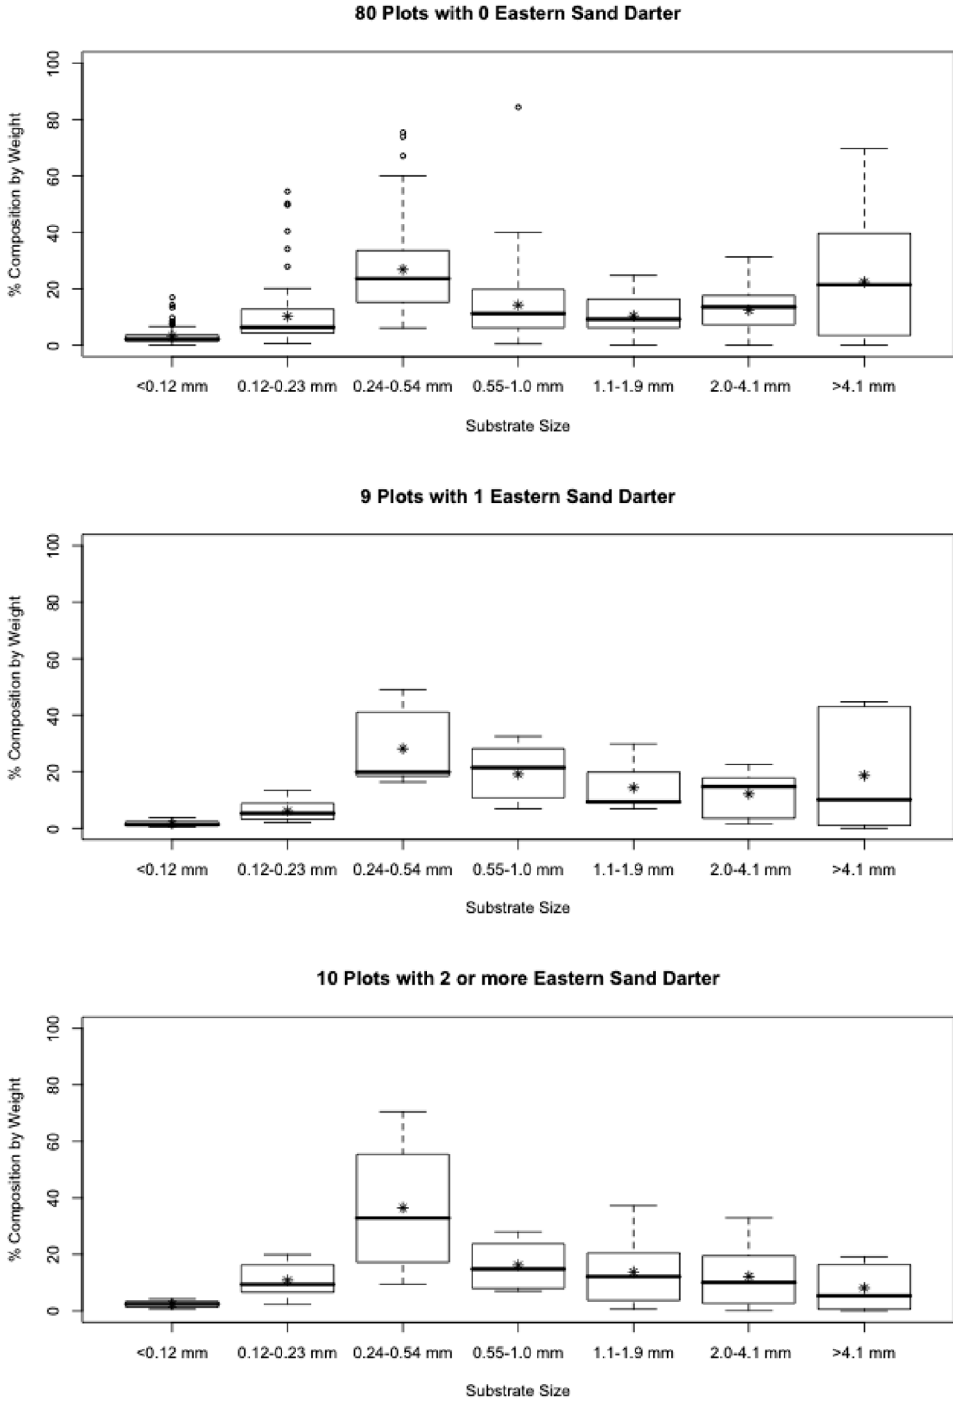 80 Plots with 0 Eastern Sand Darter
% Composition by Weight
100
80
60
40
20
0
<0.12 mm 0.12-0.23 mm 0.24-0.54 mm 0.55-1.0 mm 1.1-1.9 mm 2.0-4.1 mm >4.1 mm
Substrate Size
9 Plots with 1 Eastern Sand Darter
% Composition by Weight
100
80
60
40
20
0
<0.12 mm 0.12-0.23 mm 0.24-0.54 mm 0.55-1.0 mm 1.1-1.9 mm 2.0-4.1 mm >4.1 mm
Substrate Size
10 Plots with 2 or more Eastern Sand Darter
% Composition by Weight
100
80
60
40
20
0
<0.12 mm 0.12-0.23 mm 0.24-0.54 mm 0.55-1.0 mm 1.1-1.9 mm 2.0-4.1 mm >4.1 mm
Substrate Size